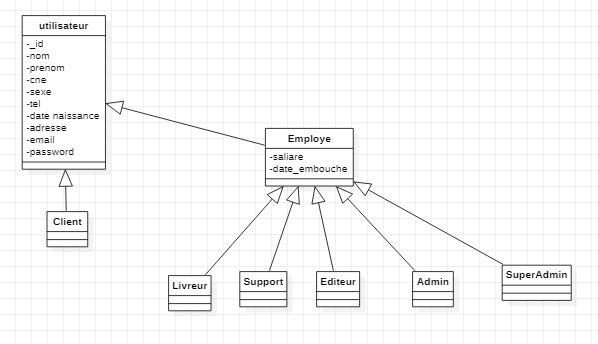 utilisateur
-_id
-nom
-prenom
-cne
-sexe
-tel
-date naissance
-adresse
-email
-password
Employe
-saliare
-date_embouche
Client
Livreur
Support
Editeur
Admin
SuperAdmin